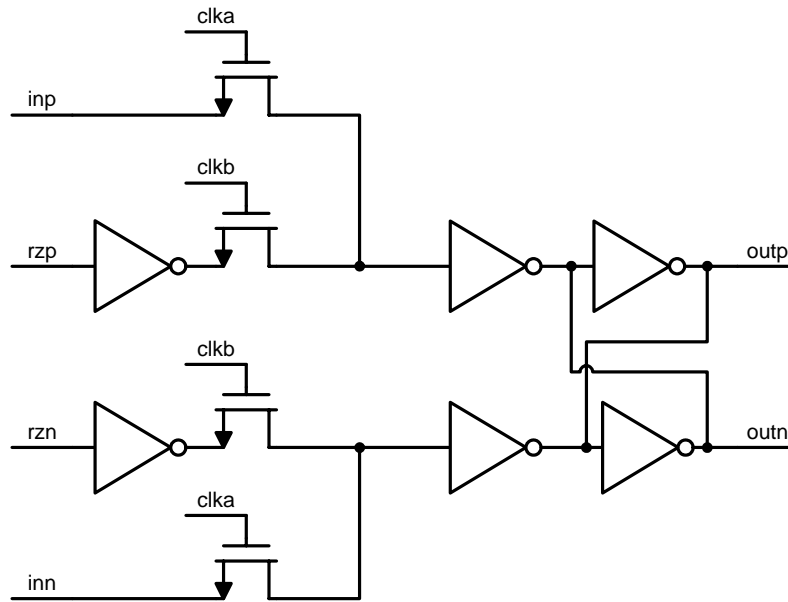 clka
inp
clkb
rzp
outp
clkb
rzn
outn
clka
inn